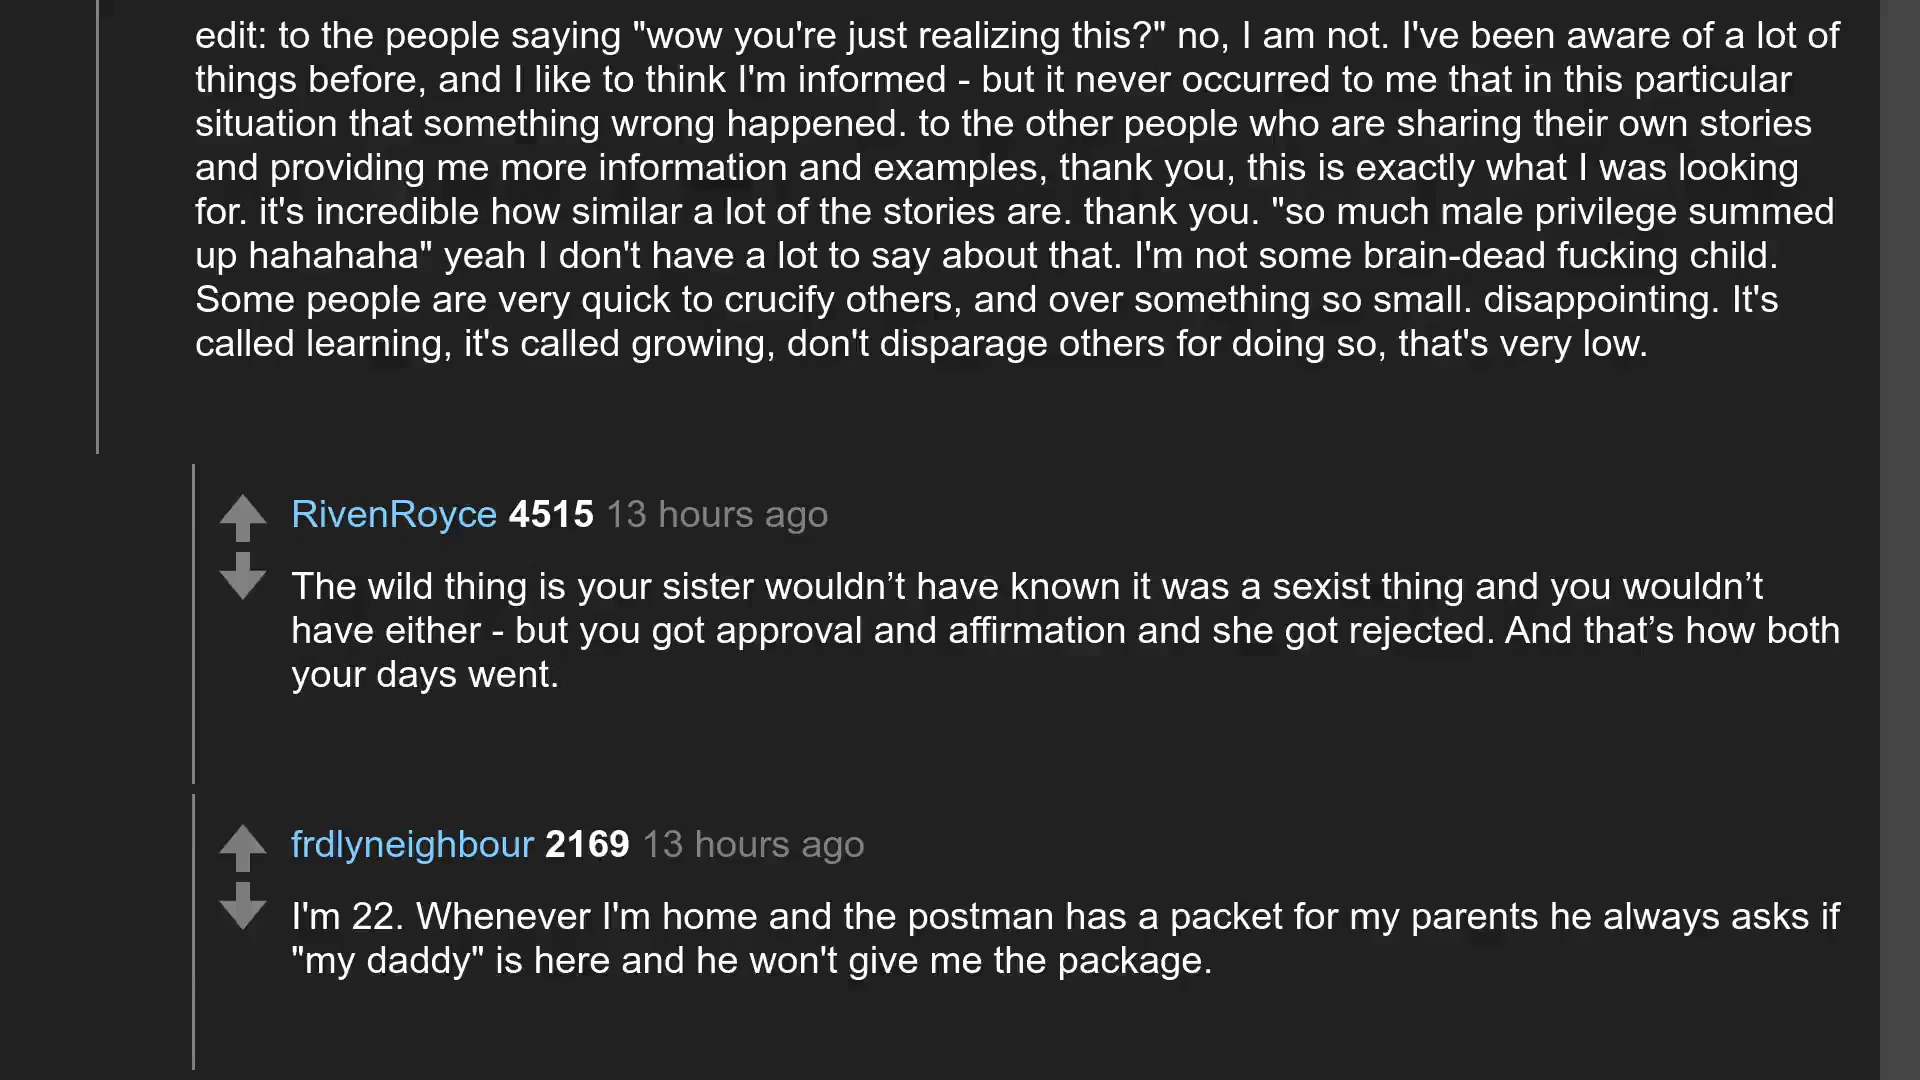 edit: to the people saying "wow you're just realizing this?" no, I am not. I've been aware of a lot of
things before, and I like to think I'm informed - but it never occurred to me that in this particular
situation that something wrong happened. to the other people who are sharing their own stories
and providing me more information and examples, thank you, this is exactly what I was looking
for. it's incredible how similar a lot of the stories are. thank you. "so much male privilege summed
up hahahaha" yeah I don't have a lot to say about that. I'm not some brain-dead fucking child.
Some people are very quick to crucify others, and over something so small. disappointing. It's
called learning, it's called growing, don't disparage others for doing so, that's very low.
RivenRoyce 4515 13 hours ago
The wild thing is your sister wouldn’t have known it was a sexist thing and you wouldn’t
have either - but you got approval and affirmation and she got rejected. And that’s how both
your days went.
frdlyneighbour 2169 13 hours ago
I'm 22. Whenever I'm home and the postman has a packet for my parents he always asks if
"my daddy" is here and he won't give me the package.